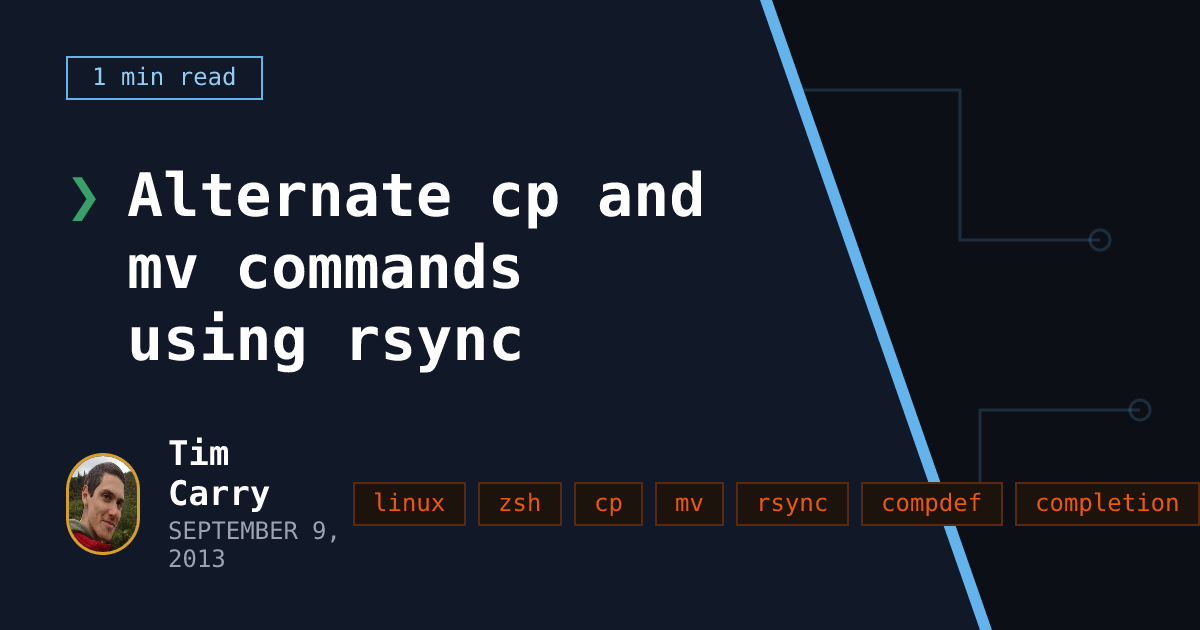 1 min read
❯ Alternate cp and
mv commands
using rsync
Tim
Carry
SEPTEMBER 9,
2013
linux zsh cp mv rsync compdef completion